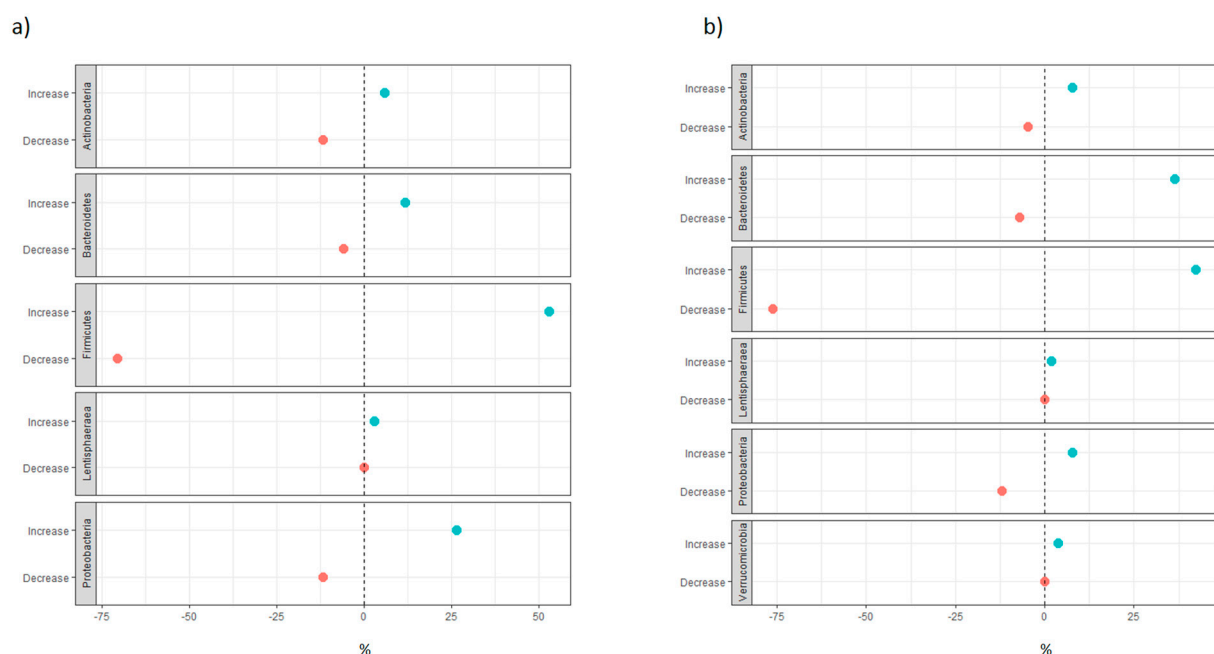 a)
Increase
Decrease
Actinobacteria
Increase
Decrease
Bacteroidetes
Increase
Decrease
Firmicutes
Increase
Decrease
Lentisphaeraea
Increase
Decrease
Proteobacteria
-75
-50
-25
0
25
50
%
b)
Increase
Decrease
Actinobacteria
Increase
Decrease
Bacteroidetes
Increase
Decrease
Firmicutes
Increase
Decrease
Lentisphaeraea
Increase
Decrease
Proteobacteria
Increase
Decrease
Verrucomicrobia
-75
-50
-25
0
25
%